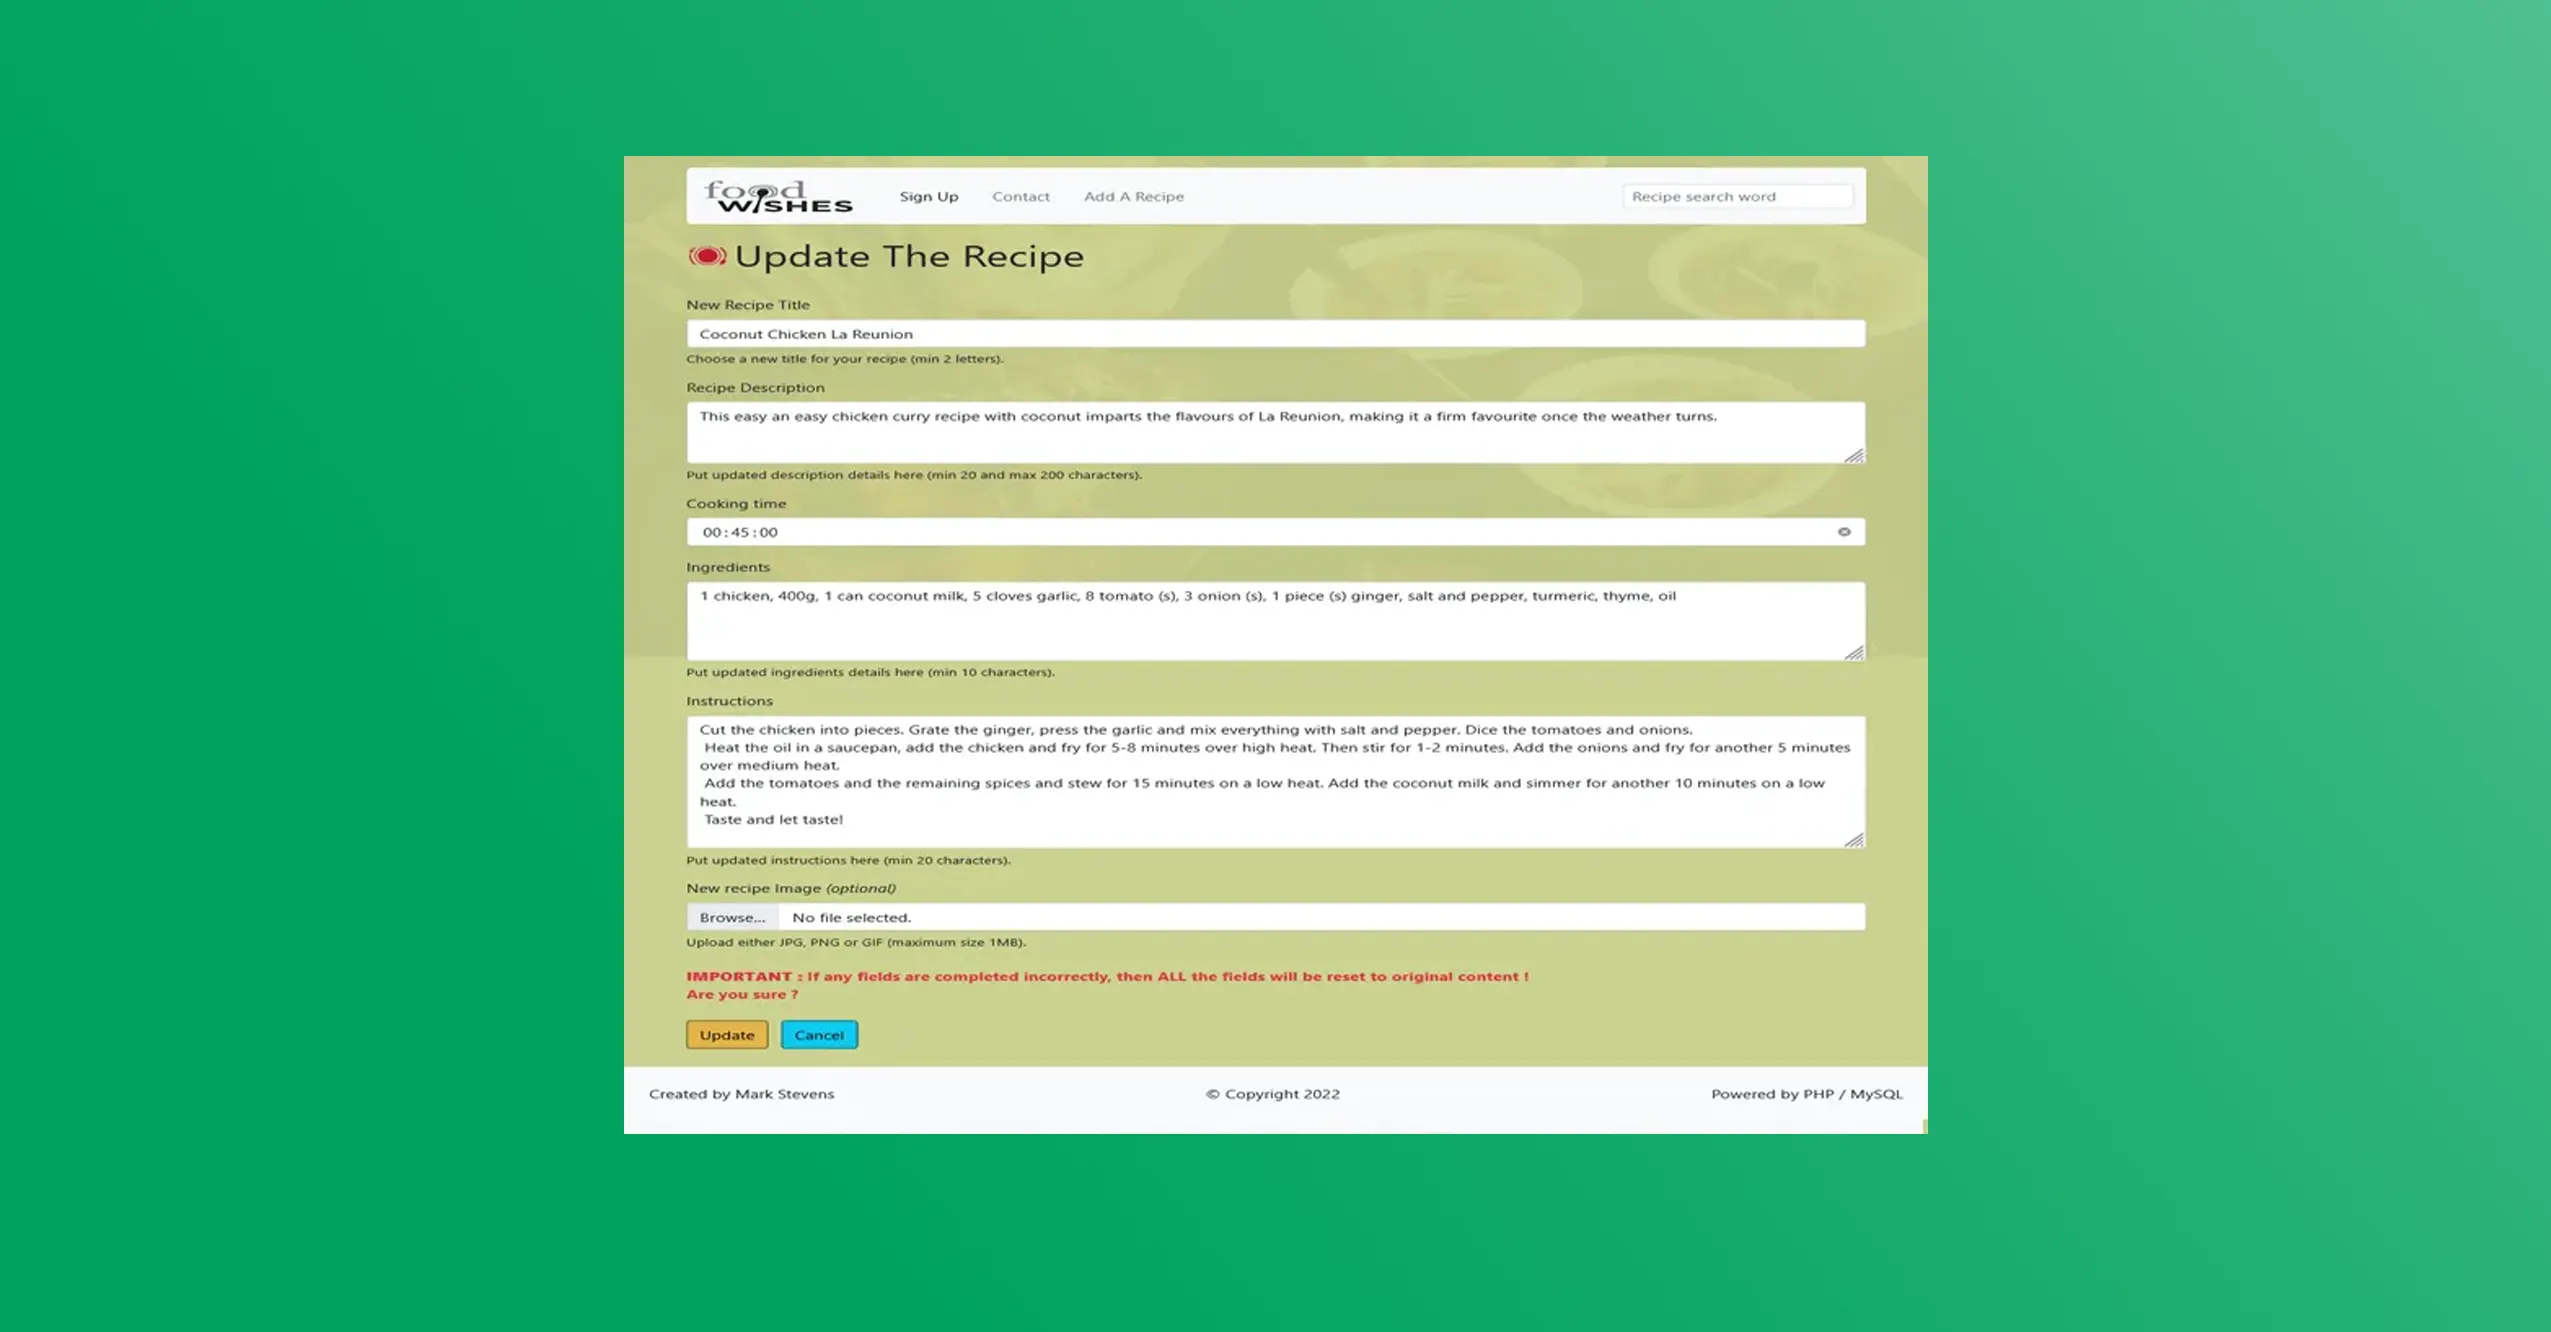 food
WISHES
Sign Up
Contact
Add A Recipe
Recipe search word
Update The Recipe
New Recipe Title
Coconut Chicken La Reunion
Choose a new title for your recipe (min 2 letters).
Recipe Description
This easy an easy chicken curry recipe with coconut imparts the flavours of La Reunion, making it a firm favourite once the weather turns.
Put updated description details here (min 20 and max 200 characters).
Cooking time
00:45:00
Ingredients
1 chicken, 400g, 1 can coconut milk, 5 cloves garlic, 8 tomato (s), 3 onion (s), 1 piece (s) ginger, salt and pepper, turmeric, thyme, oil
Put updated ingredients details here (min 10 characters).
Instructions
Cut the chicken into pieces. Grate the ginger, press the garlic and mix everything with salt and pepper. Dice the tomatoes and onions.
Heat the oil in a saucepan, add the chicken and fry for 5-8 minutes over high heat. Then stir for 1-2 minutes. Add the onions and fry for another 5 minutes
over medium heat.
Add the tomatoes and the remaining spices and stew for 15 minutes on a low heat. Add the coconut milk and simmer for another 10 minutes on a low
heat.
Taste and let taste!
Put updated instructions here (min 20 characters).
New recipe Image (optional)
Browse... No file selected.
Upload either JPG, PNG or GIF (maximum size 1MB).
IMPORTANT : If any fields are completed incorrectly, then ALL the fields will be reset to original content !
Are you sure ?
Update
Cancel
Created by Mark Stevens
© Copyright 2022
Powered by PHP / MySQL